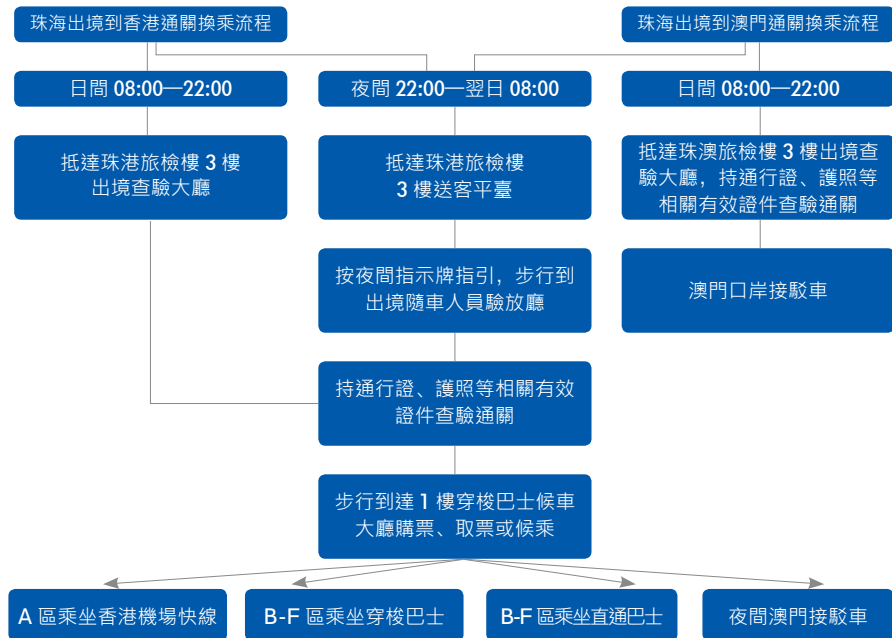 珠海出境到香港通關換乘流程
珠海出境到澳門通關換乘流程
日間 08:00—22:00
夜間 22:00—翌日 08:00
日間 08:00—22:00
抵達珠港旅檢樓 3 樓
出境查驗大廳
抵達珠港旅檢樓
3 樓送客平臺
抵達珠澳旅檢樓 3 樓出境查
驗大廳，持通行證、護照等
相關有效證件查驗通關
按夜間指示牌指引，步行到
出境隨車人員驗放廳
澳門口岸接駁車
持通行證、護照等相關有效
證件查驗通關
步行到達 1 樓穿梭巴士候車
大廳購票、取票或候乘
A 區乘坐香港機場快線
B-F 區乘坐穿梭巴士
B-F 區乘坐直通巴士
夜間澳門接駁車